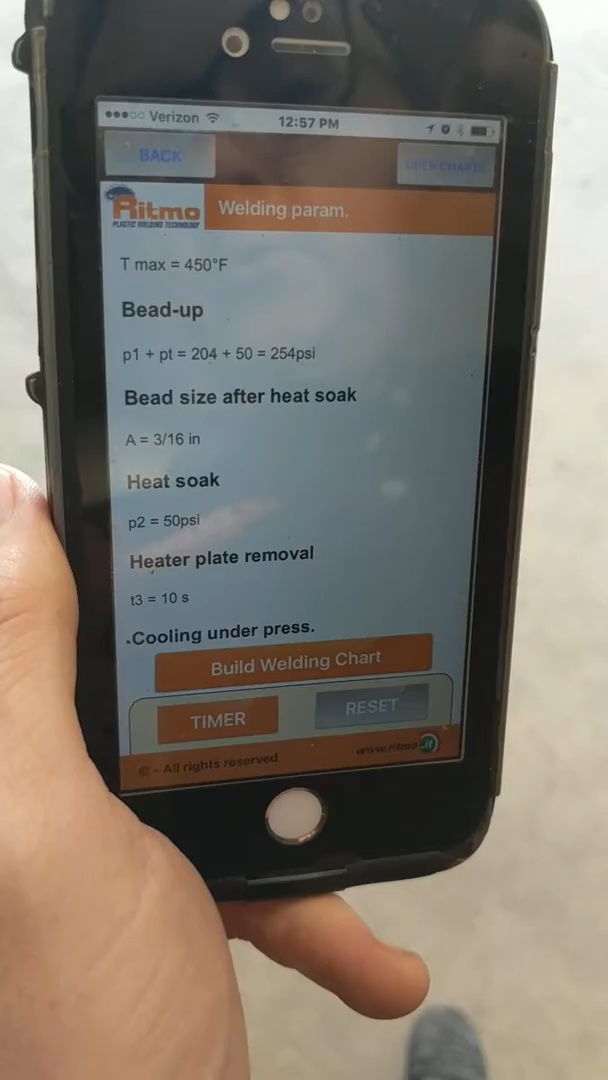 Verizon 12:57 PM
BACK OPEN CHARTS
Ritmo
PLASTIC WELDING TECHNOLOGY
Welding param.
T max = 450°F
Bead-up
p1 + pt = 204 + 50 = 254psi
Bead size after heat soak
A = 3/16 in
Heat soak
p2 = 50psi
Heater plate removal
t3 = 10 s
Cooling under press.
Build Welding Chart
TIMER RESET
© - All rights reserved www.ritmo.it